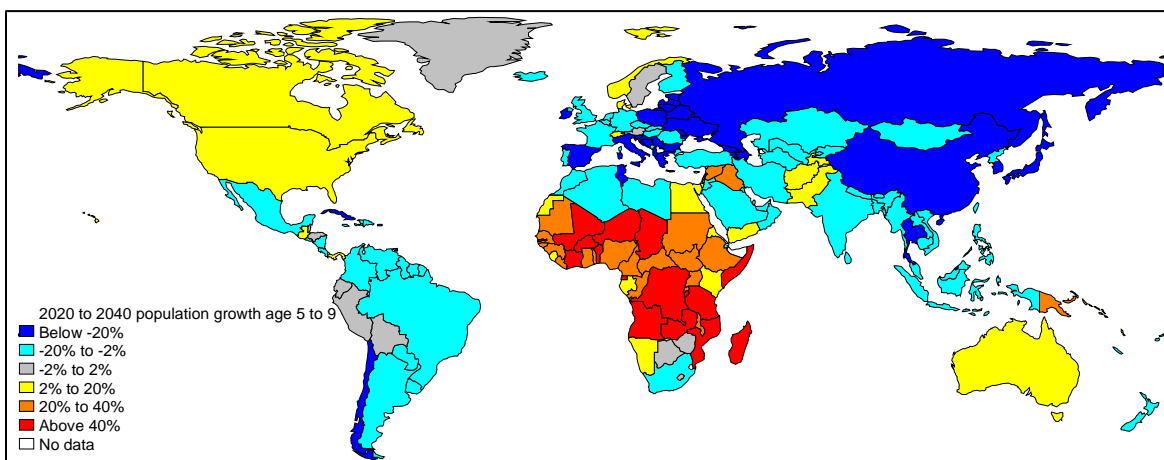 2020 to 2040 population growth age 5 to 9
Below -20%
-20% to -2%
-2% to 2%
2% to 20%
20% to 40%
Above 40%
No data